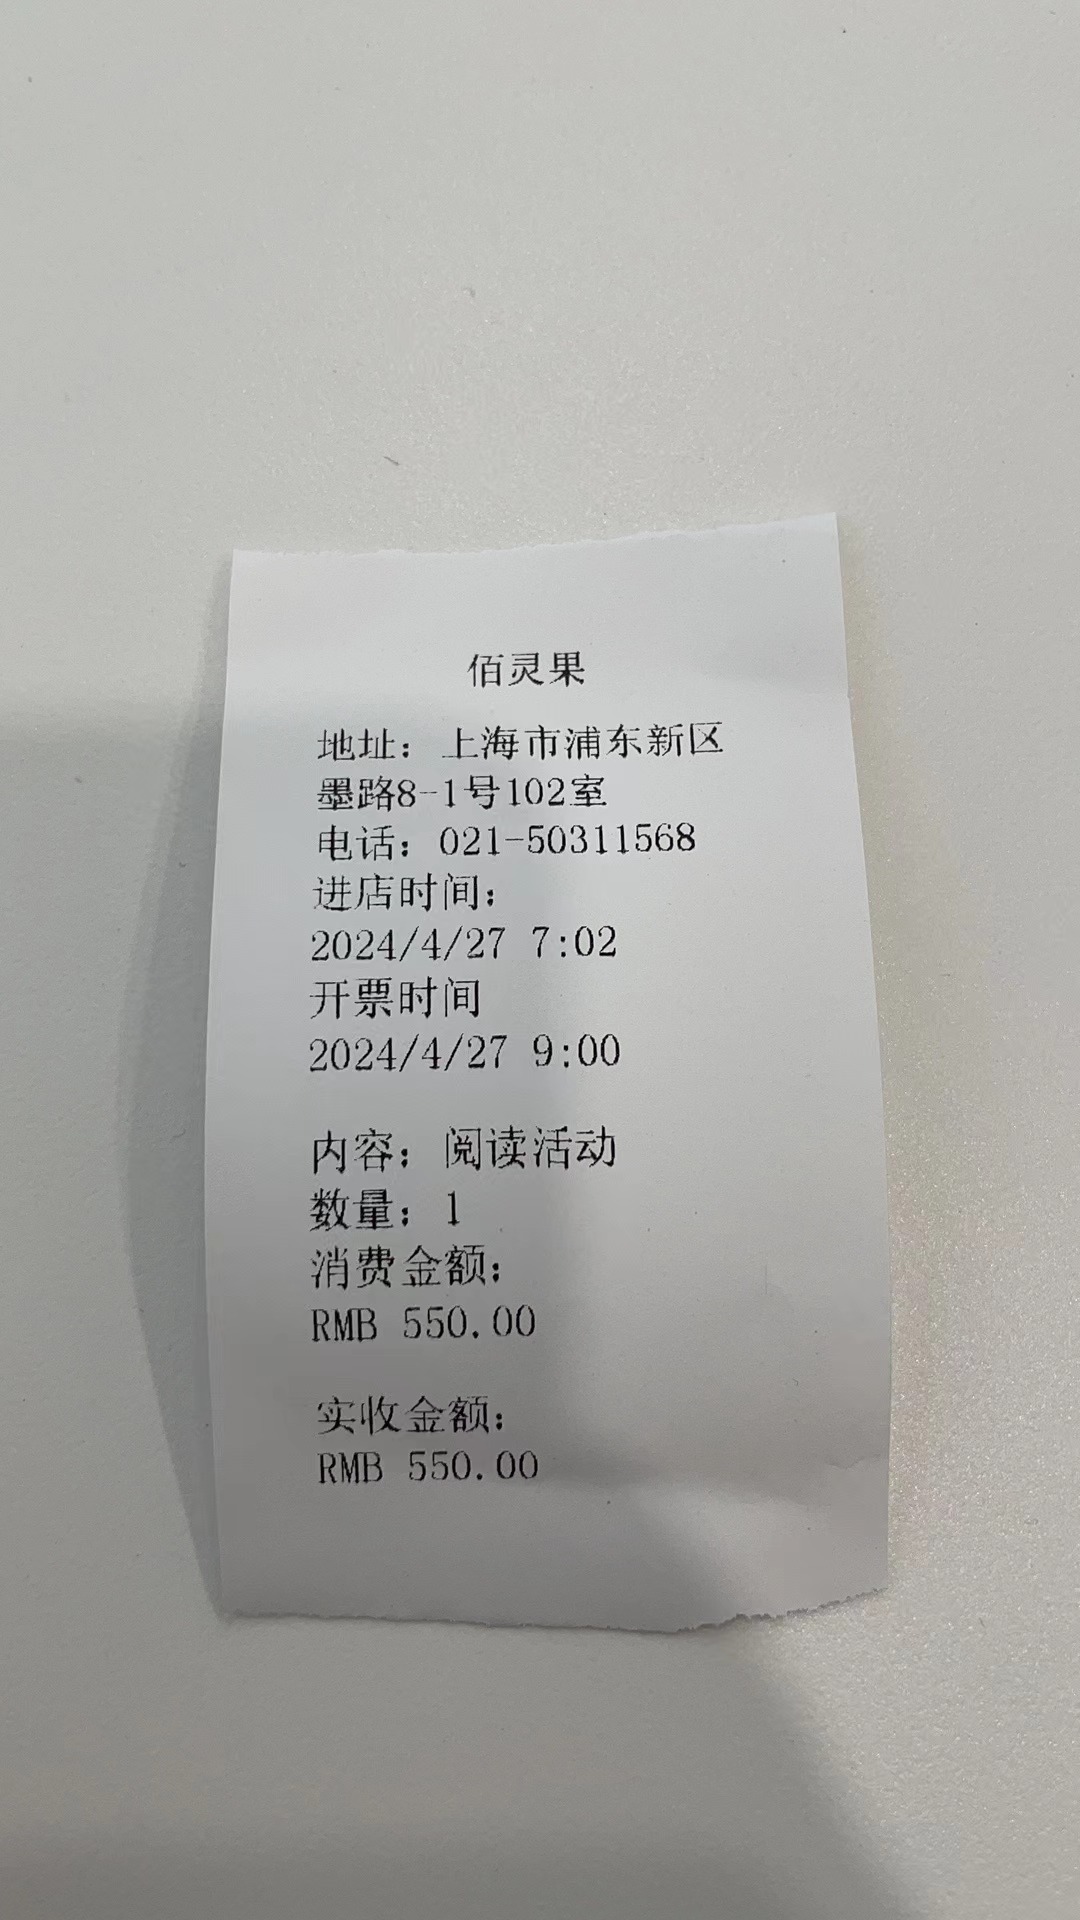 佰灵果
地址：上海市浦东新区
墨路8-1号102室
电话：021-50311568
进店时间：
2024/4/27 7:02
开票时间
2024/4/27 9:00
内容：阅读活动
数量：1
消费金额：
RMB 550.00
实收金额：
RMB 550.00